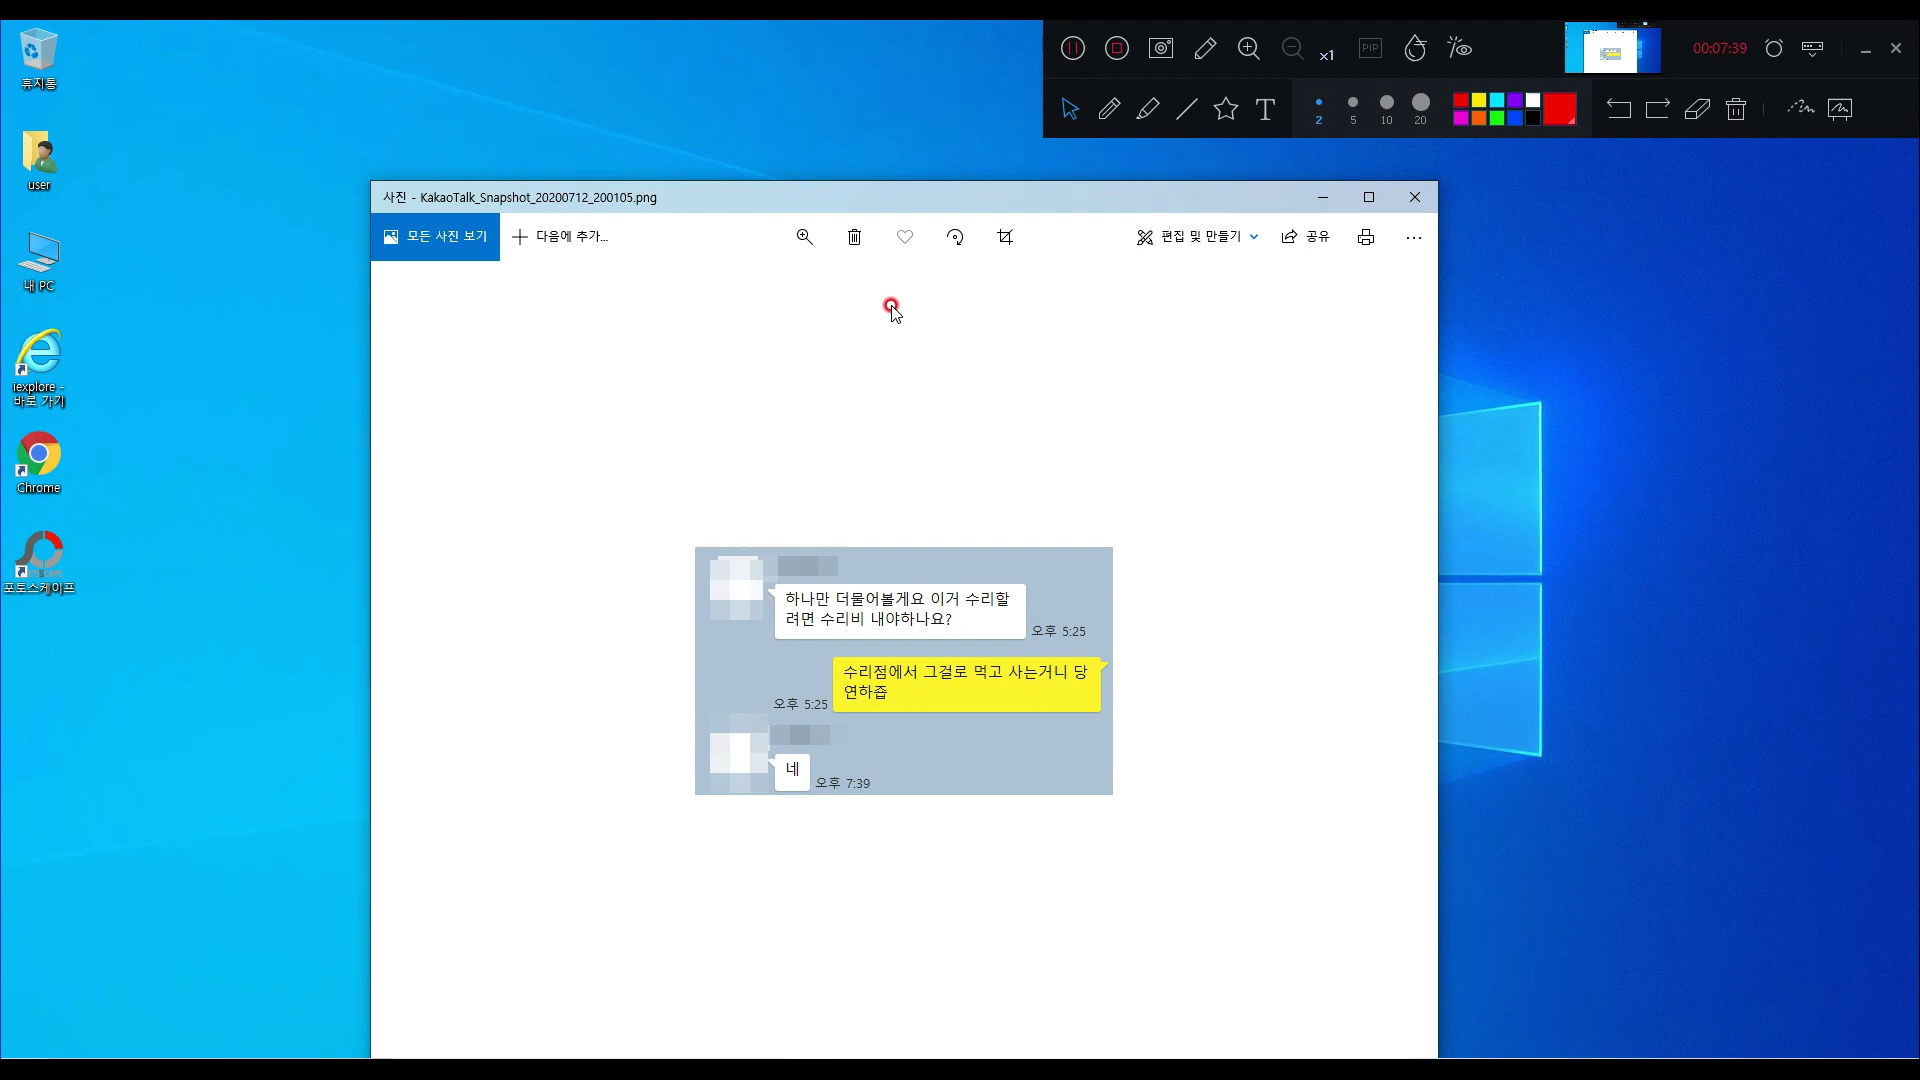 휴지통
user
내 PC
iexplore -
바로 가기
Chrome
포토스케이프
x1
PIP
00:07:39
2
5
10
20
T
사진 - KakaoTalk_Snapshot_20200712_200105.png
모든 사진 보기
다음에 추가...
편집 및 만들기
공유
하나만 더물어볼게요 이거 수리할
려면 수리비 내야하나요?
오후 5:25
수리점에서 그걸로 먹고 사는거니 당
연하죱
오후 5:25
네
오후 7:39